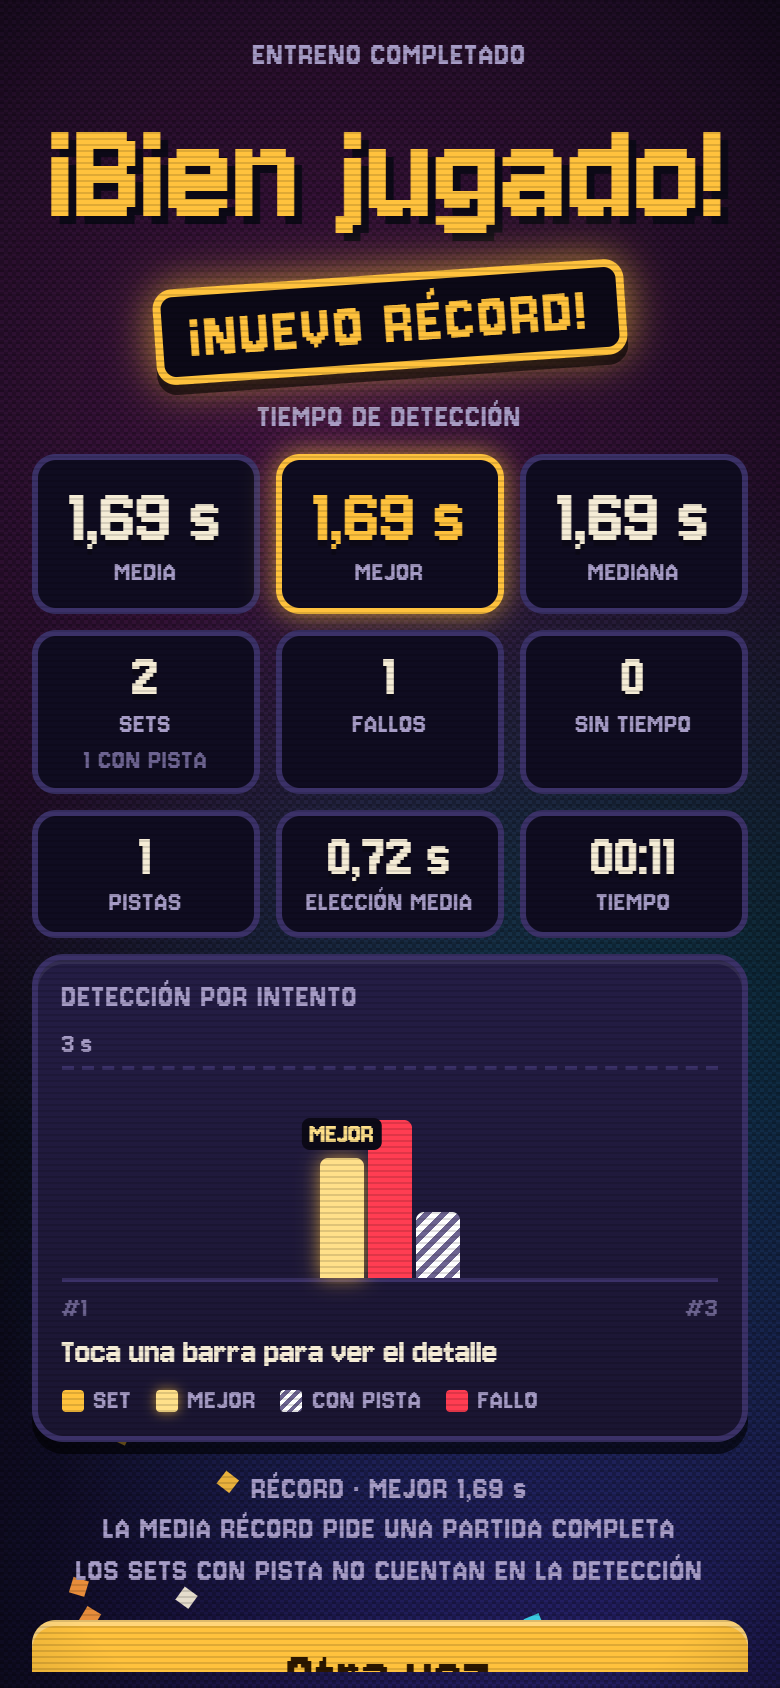 ENTRENO COMPLETADO
¡Bien jugado!
¡NUEVO RÉCORD!
TIEMPO DE DETECCIÓN
1,69 s
MEDIA
1,69 s
MEJOR
1,69 s
MEDIANA
2
SETS
1 CON PISTA
1
FALLOS
0
SIN TIEMPO
1
PISTAS
0,72 s
ELECCIÓN MEDIA
00:11
TIEMPO
DETECCIÓN POR INTENTO
3 s
MEJOR
#1 #3
Toca una barra para ver el detalle
SET MEJOR CON PISTA FALLO
RÉCORD · MEJOR 1,69 s
LA MEDIA RÉCORD PIDE UNA PARTIDA COMPLETA
LOS SETS CON PISTA NO CUENTAN EN LA DETECCIÓN
Otra vez